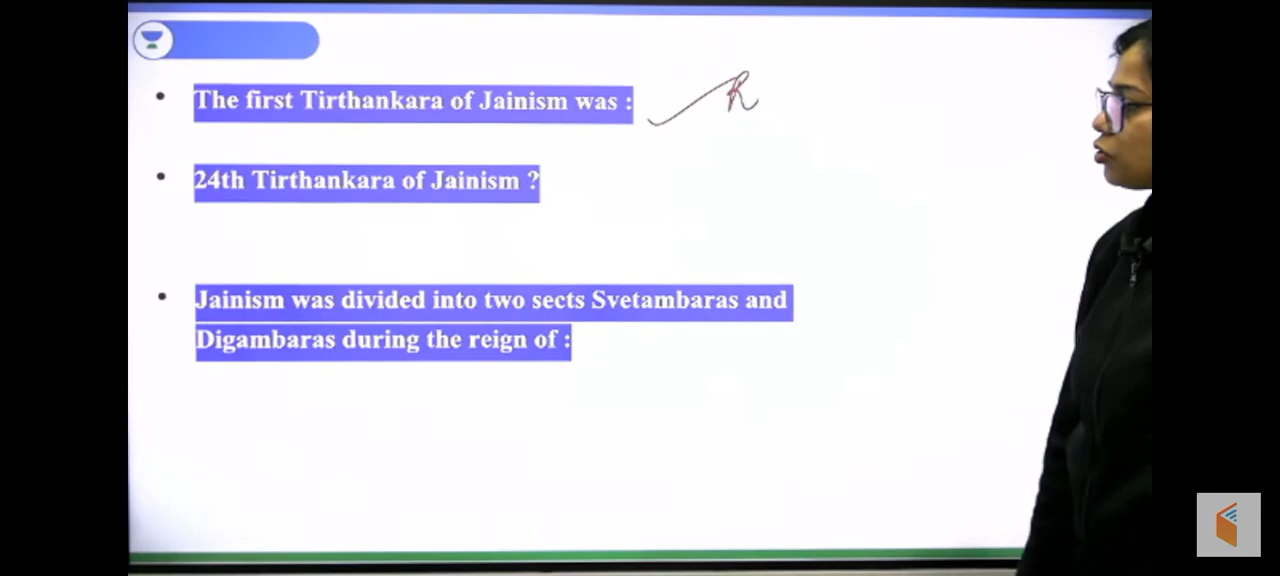 The first Tirthankara of Jainism was : R
24th Tirthankara of Jainism ?
Jainism was divided into two sects Svetambaras and
Digambaras during the reign of :